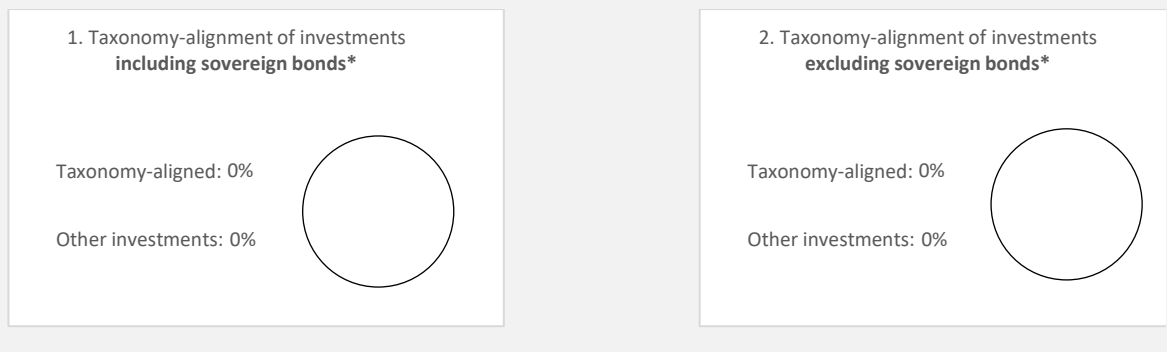 1. Taxonomy-alignment of investments
including sovereign bonds*
Taxonomy-aligned: 0%
Other investments: 0%
2. Taxonomy-alignment of investments
excluding sovereign bonds*
Taxonomy-aligned: 0%
Other investments: 0%